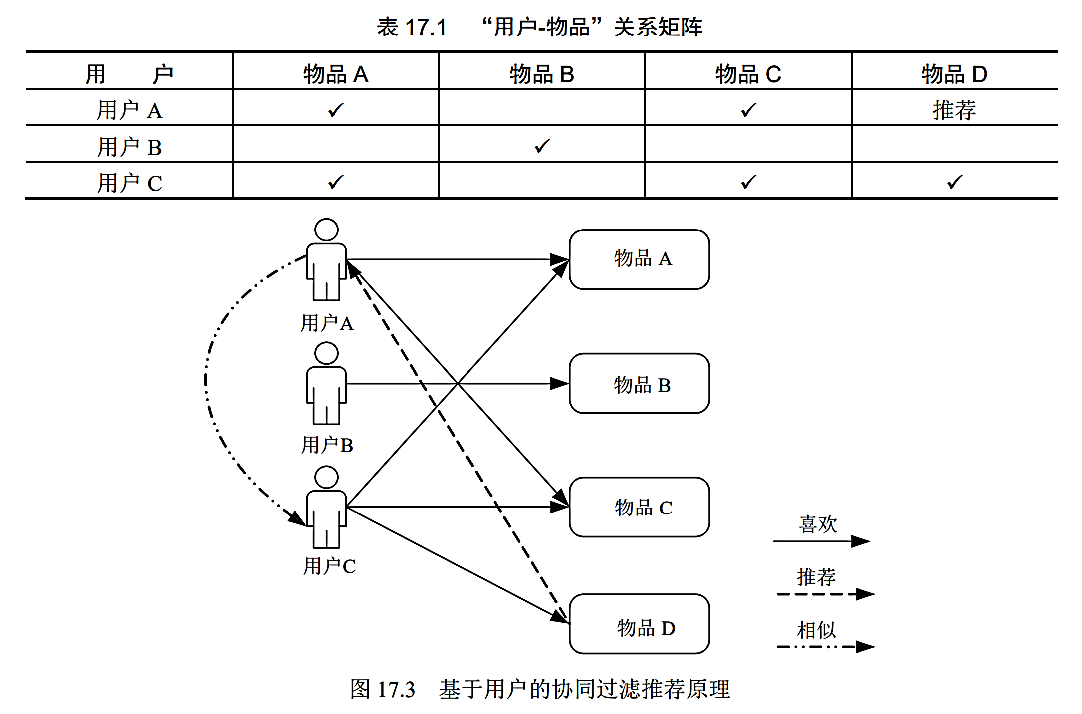 表 17.1 “用户-物品”关系矩阵
用 户 物品 A 物品 B 物品 C 物品 D
用户 A ✓ ✓ 推荐
用户 B ✓
用户 C ✓ ✓ ✓
物品 A
用户A
物品 B
用户B
物品 C
喜欢
用户C
推荐
物品 D
相似
图 17.3 基于用户的协同过滤推荐原理